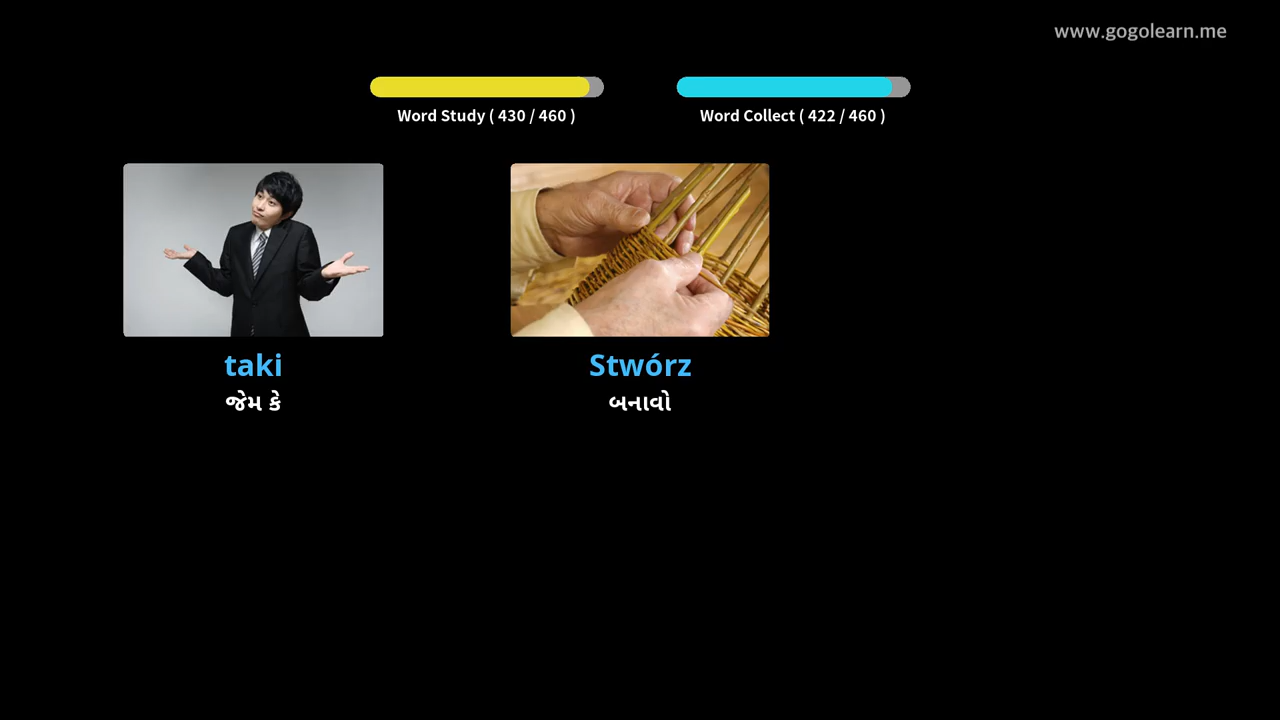 www.gogolearn.me
Word Study ( 430 / 460 )
Word Collect ( 422 / 460 )
taki
જેમ કે
Stwórz
બનાવો